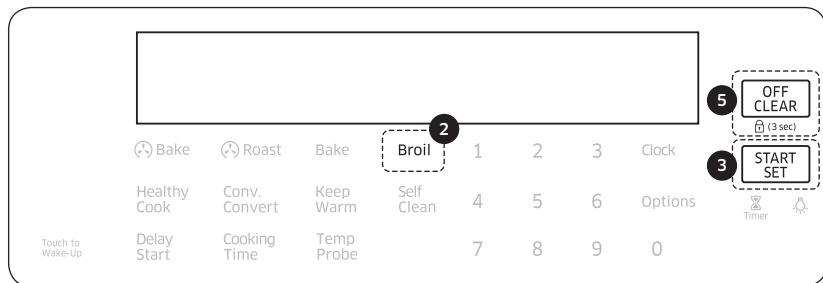 5
OFF
CLEAR
(3 sec)
2
Bake
Roast
Bake
Broil
1
2
3
Clock
3
START
SET
Healthy
Cook
Conv.
Convert
Keep
Warm
Self
Clean
4
5
6
Options
Timer
Touch to
Wake-Up
Delay
Start
Cooking
Time
Temp
Probe
7
8
9
0